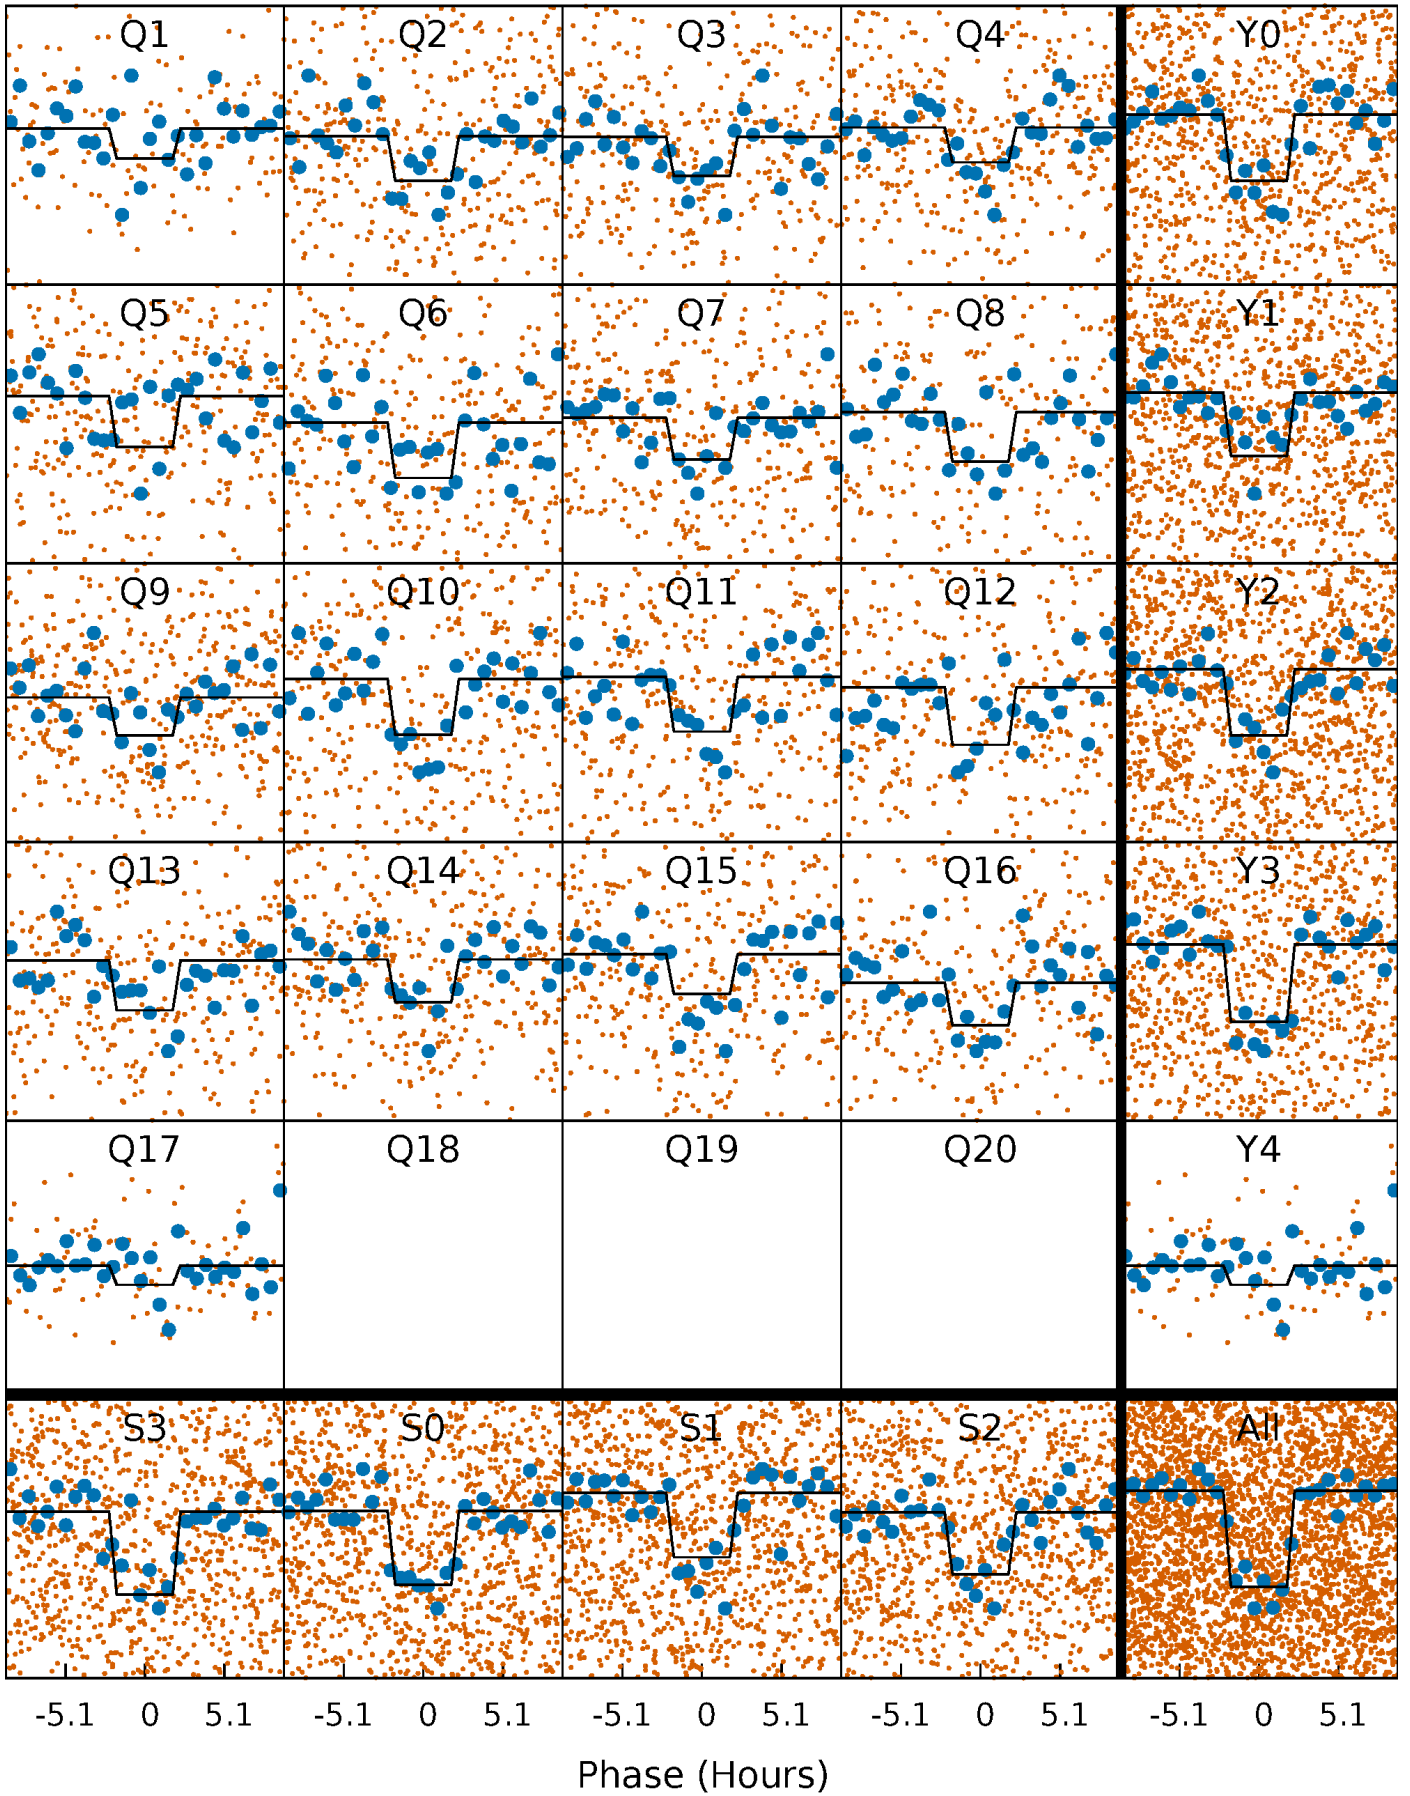 Q1 Q2 Q3 Q4 Y0
Q5 Q6 Q7 Q8 Y1
Q9 Q10 Q11 Q12 Y2
Q13 Q14 Q15 Q16 Y3
Q17 Q18 Q19 Q20 Y4
S3 S0 S1 S2 All
-5.1 0 5.1 -5.1 0 5.1 -5.1 0 5.1 -5.1 0 5.1 -5.1 0 5.1
Phase (Hours)